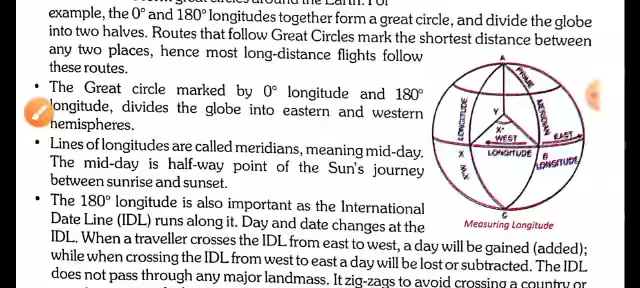 example, the 0° and 180° longitudes together form a great circle, and divide the globe
into two halves. Routes that follow Great Circles mark the shortest distance between
any two places, hence most long-distance flights follow
these routes.
• The Great circle marked by 0° longitude and 180°
longitude, divides the globe into eastern and western
hemispheres.
• Lines of longitudes are called meridians, meaning mid-day.
The mid-day is half-way point of the Sun's journey
between sunrise and sunset.
• The 180° longitude is also important as the International
Date Line (IDL) runs along it. Day and date changes at the
IDL. When a traveller crosses the IDL from east to west, a day will be gained (added);
while when crossing the IDL from west to east a day will be lost or subtracted. The IDL
does not pass through any major landmass. It zig-zags to avoid crossing a country or
A
PRIME
MERIDIAN
LONGITUDE
Y
X°
WEST
EAST
X
LONGITUDE
B
LONGITUDE
Measuring Longitude